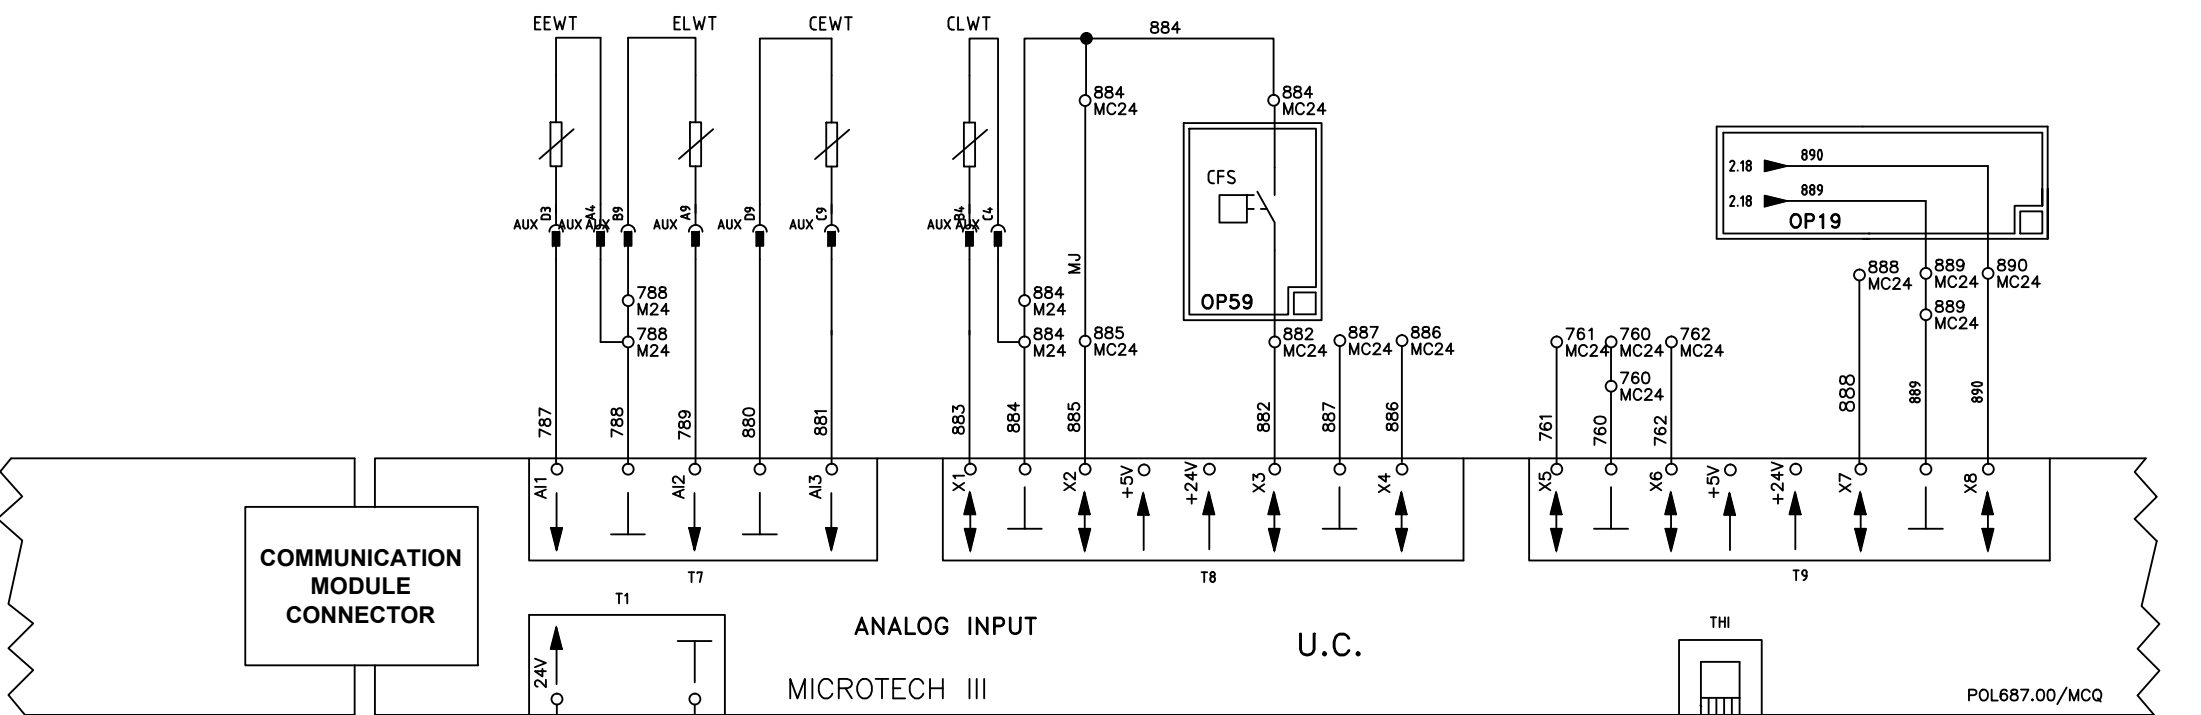 EEWT
ELWT
CEWT
CLWT
884
884
MC24
884
MC24
CFS
OP59
2.18
890
2.18
889
OP19
AUX
D3
AUX
A4
AUX
B9
AUX
A9
AUX
D9
AUX
C9
AUX
B4
AUX
C4
MJ
788
M24
788
M24
884
M24
884
M24
885
MC24
882
MC24
887
MC24
886
MC24
761
MC24
760
MC24
760
MC24
762
MC24
888
MC24
889
MC24
889
MC24
890
MC24
787
788
789
880
881
883
884
885
882
887
886
761
760
762
888
889
890
AI1
AI2
AI3
X1
X2
+5V
+24V
X3
X4
X5
X6
+5V
+24V
X7
X8
T7
T8
T9
COMMUNICATION
MODULE
CONNECTOR
T1
24V
ANALOG INPUT
MICROTECH III
U.C.
THI
POL687.00/MCQ